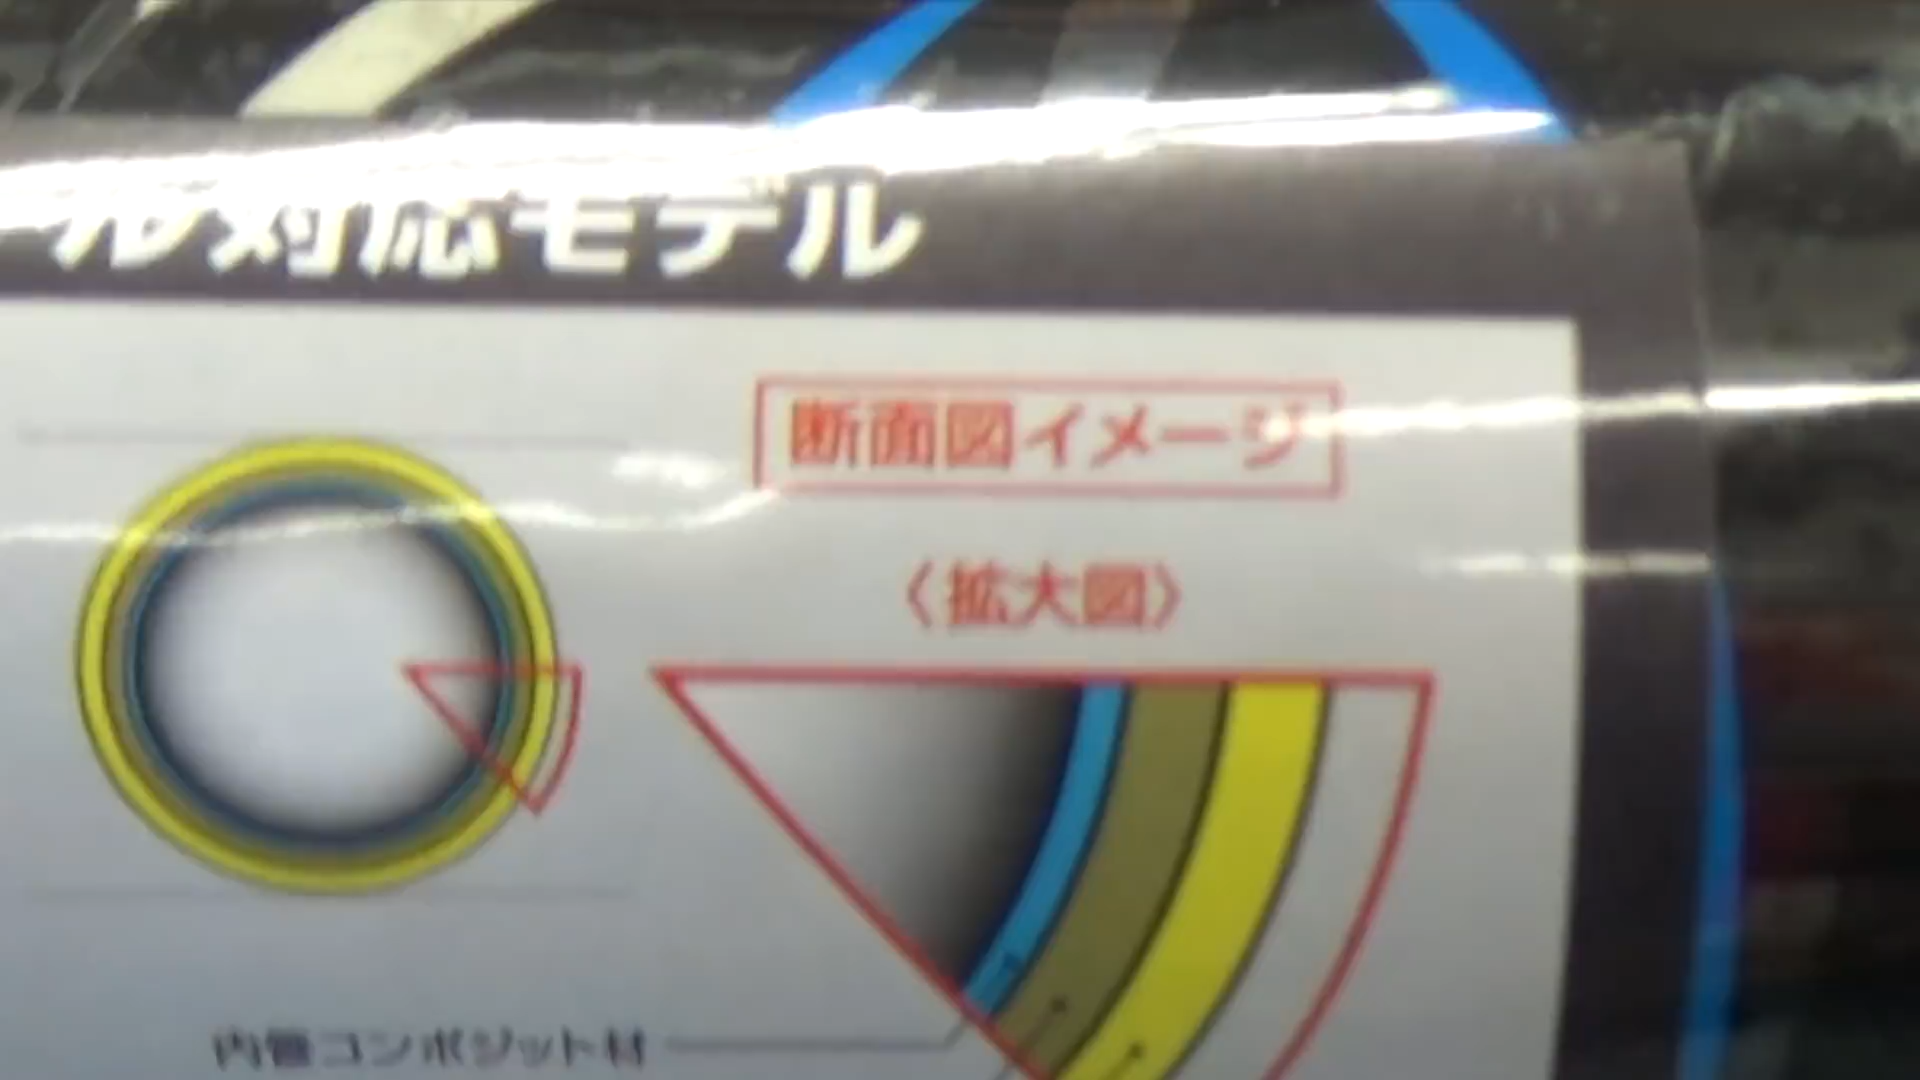 ル対応モデル
断面図イメージ
〈拡大図〉
内管コンポジット材